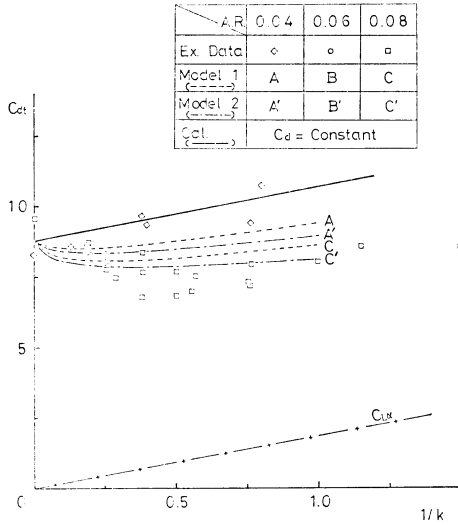 A.R. 0.04 0.06 0.08
Ex. Data
Model 1 A B C
Model 2 A' B' C'
Cal. Cd = Constant
Cdt
10
5
0
A
A'
C
C'
CLα
0.5 1.0
1/k